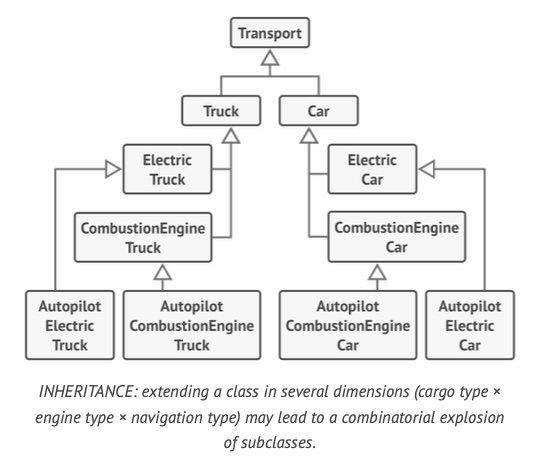 Transport
Truck
Car
Electric
Truck
Electric
Car
CombustionEngine
Truck
CombustionEngine
Car
Autopilot
Electric
Truck
Autopilot
CombustionEngine
Truck
Autopilot
CombustionEngine
Car
Autopilot
Electric
Car
INHERITANCE: extending a class in several dimensions (cargo type ×
engine type × navigation type) may lead to a combinatorial explosion
of subclasses.